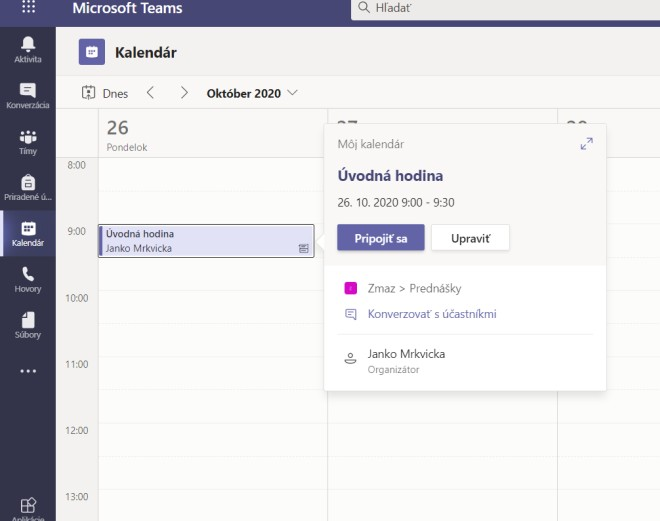 Microsoft Teams
Hľadať
Aktivita
Konverzácia
Tímy
Priradené ú...
Kalendár
Hovory
Súbory
Aplikácie
Kalendár
Dnes
Október 2020
26
Pondelok
27
8:00
9:00
10:00
11:00
12:00
13:00
Úvodná hodina
Janko Mrkvicka
Môj kalendár
Úvodná hodina
26. 10. 2020 9:00 - 9:30
Pripojiť sa
Upraviť
Zmaz > Prednášky
Konverzovať s účastníkmi
Janko Mrkvicka
Organizátor